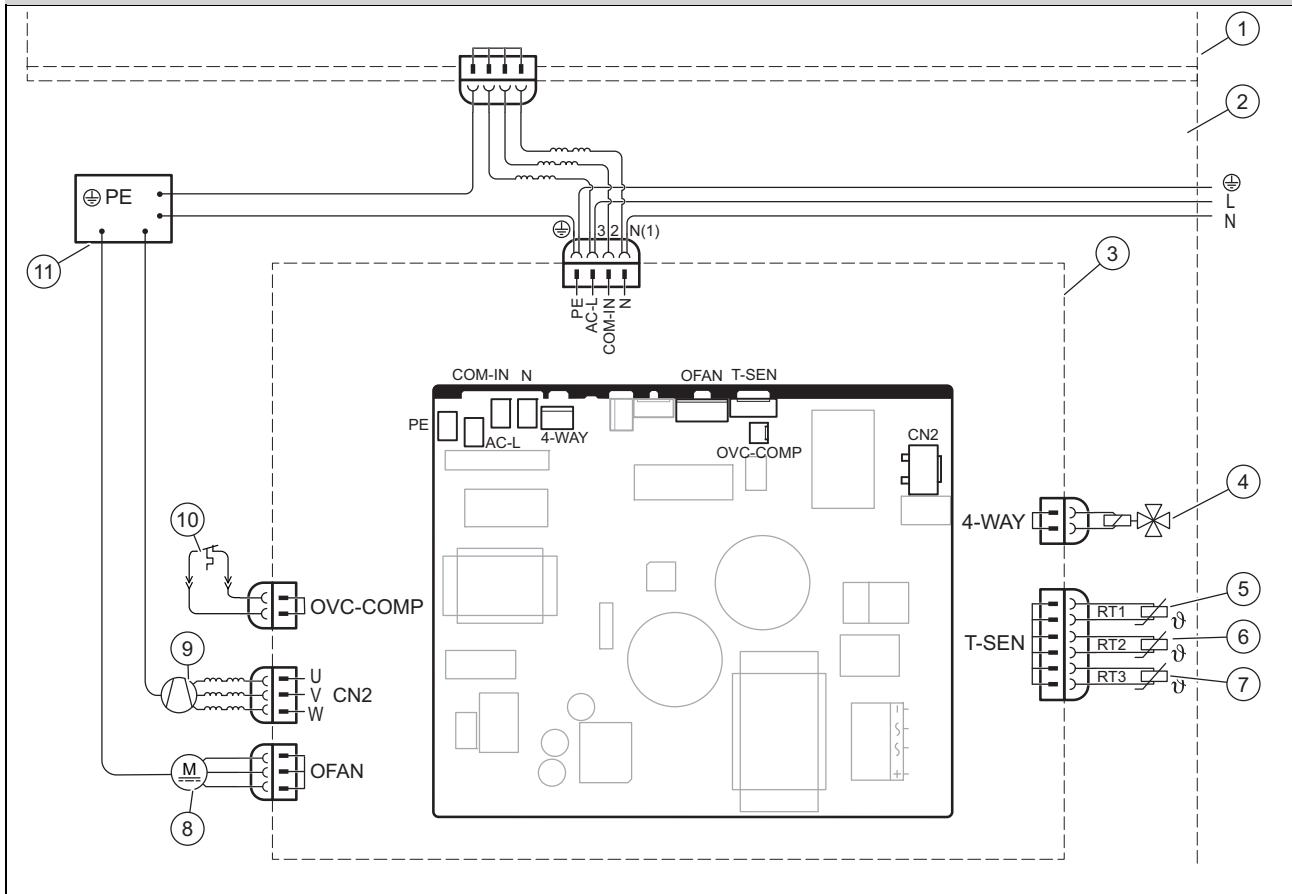 1
2
⏚ PE
⏚
L
N
⏚ 3 2 N(1)
11
3
PE
AC-L
COM-IN
N
COM-IN N
OFAN T-SEN
PE
AC-L
4-WAY
OVC-COMP
CN2
4
4-WAY
10
OVC-COMP
5
RT1
ϑ
T-SEN
6
RT2
ϑ
7
RT3
ϑ
9
U
V CN2
W
M
OFAN
8